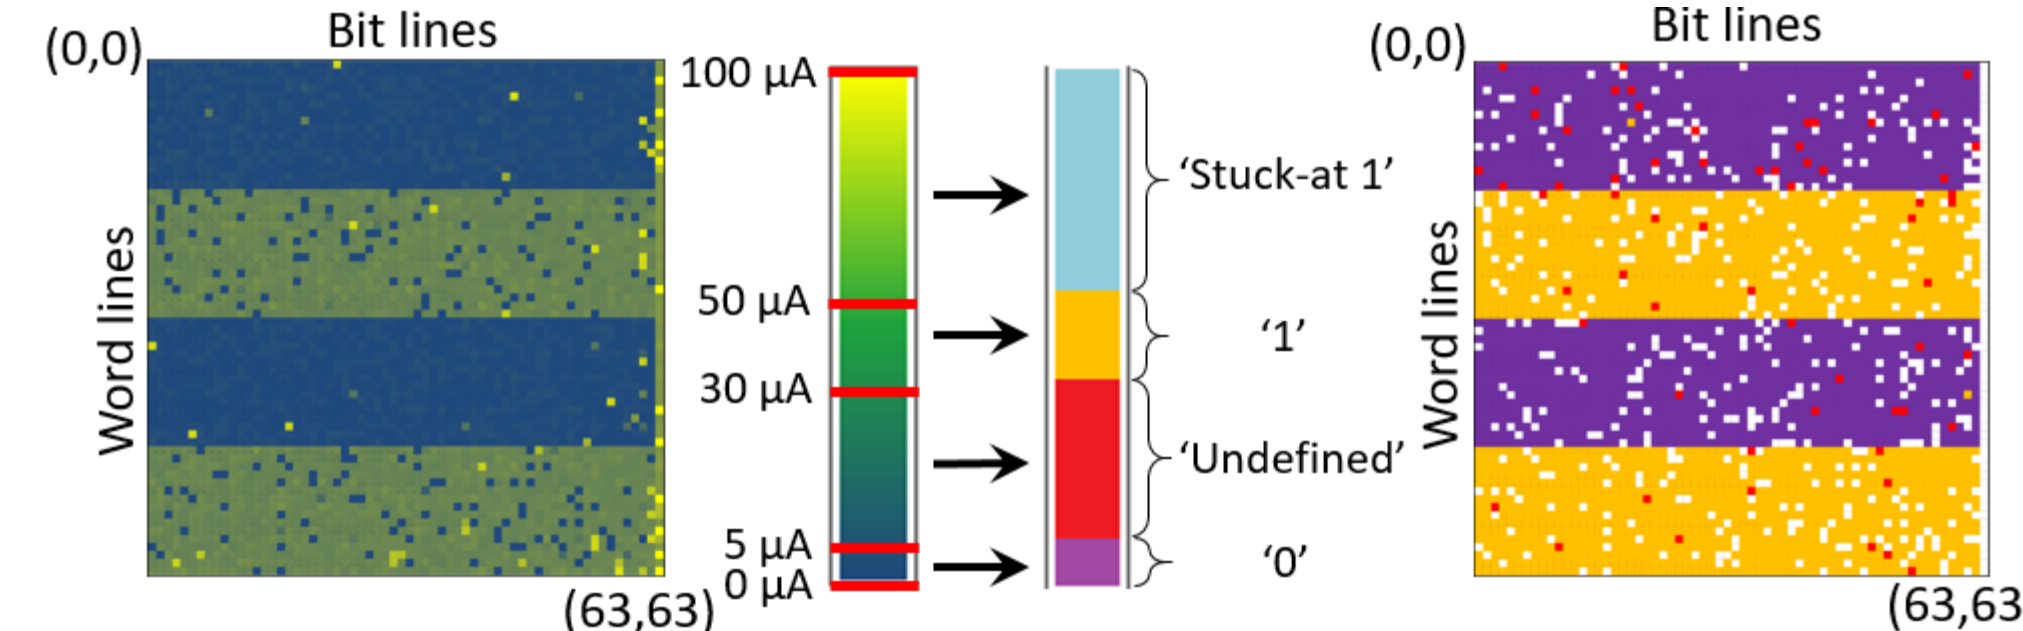 Bit lines
(0,0)
Word lines
(63,63)
100 µA
50 µA
30 µA
5 µA
0 µA
‘Stuck-at 1’
‘1’
‘Undefined’
‘0’
Bit lines
(0,0)
Word lines
(63,63